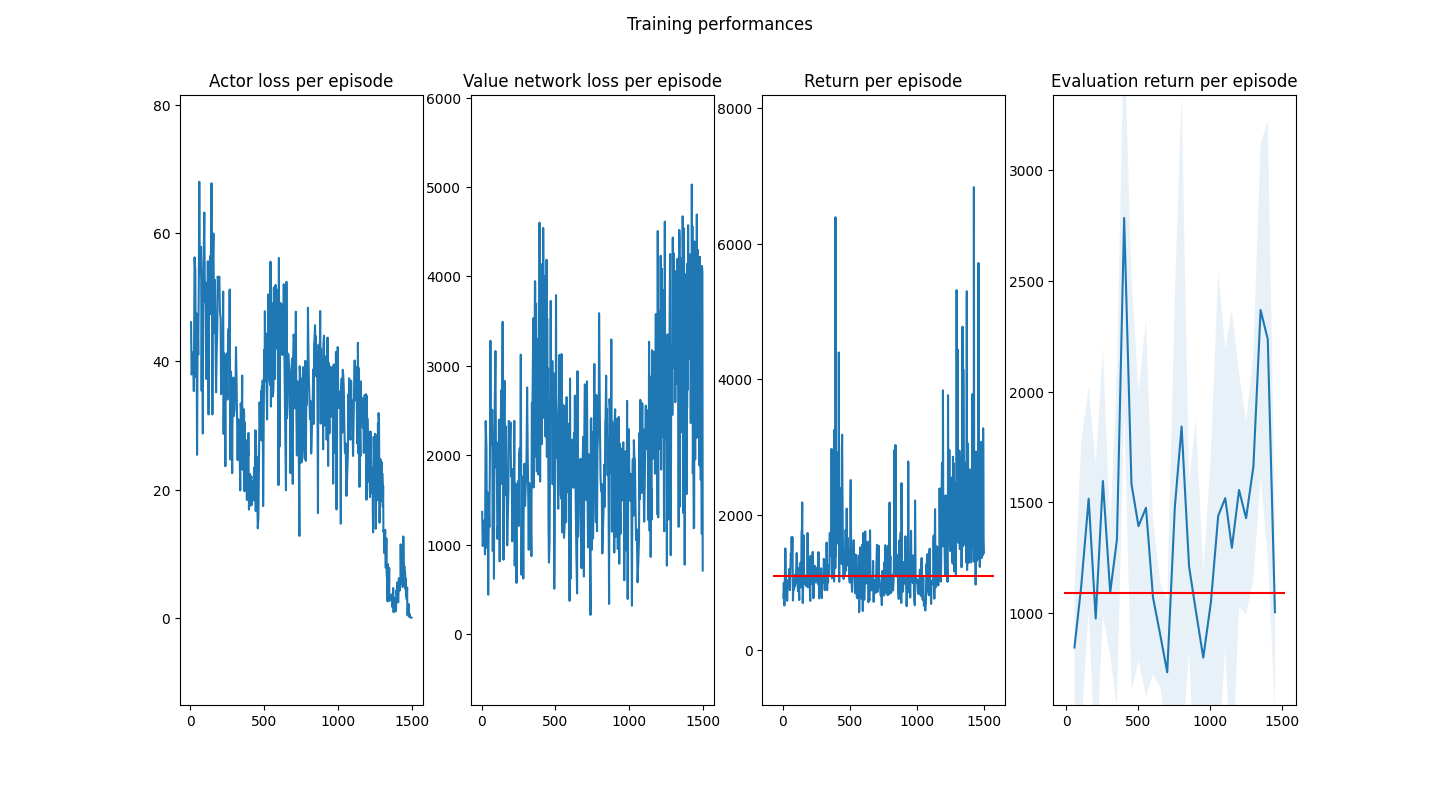 Training performances
Actor loss per episode
80
60
40
20
0
0 500 1000 1500
Value network loss per episode
6000
5000
4000
3000
2000
1000
0
0 500 1000 1500
Return per episode
8000
6000
4000
2000
0
0 500 1000 1500
Evaluation return per episode
3000
2500
2000
1500
1000
0 500 1000 1500